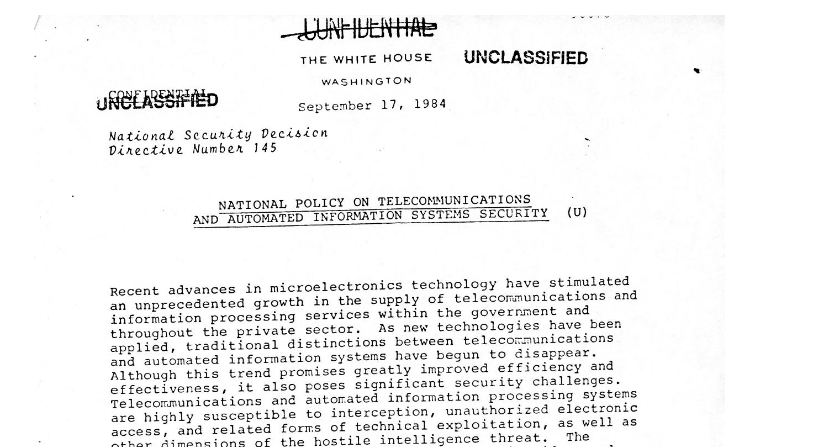 CONFIDENTIAL
THE WHITE HOUSE
UNCLASSIFIED
WASHINGTON
CONFIDENTIAL
UNCLASSIFIED
September 17, 1984
National Security Decision
Directive Number 145
NATIONAL POLICY ON TELECOMMUNICATIONS
AND AUTOMATED INFORMATION SYSTEMS SECURITY (U)
Recent advances in microelectronics technology have stimulated
an unprecedented growth in the supply of telecommunications and
information processing services within the government and
throughout the private sector. As new technologies have been
applied, traditional distinctions between telecommunications
and automated information systems have begun to disappear.
Although this trend promises greatly improved efficiency and
effectiveness, it also poses significant security challenges.
Telecommunications and automated information processing systems
are highly susceptible to interception, unauthorized electronic
access, and related forms of technical exploitation, as well as
other dimensions of the hostile intelligence threat. The